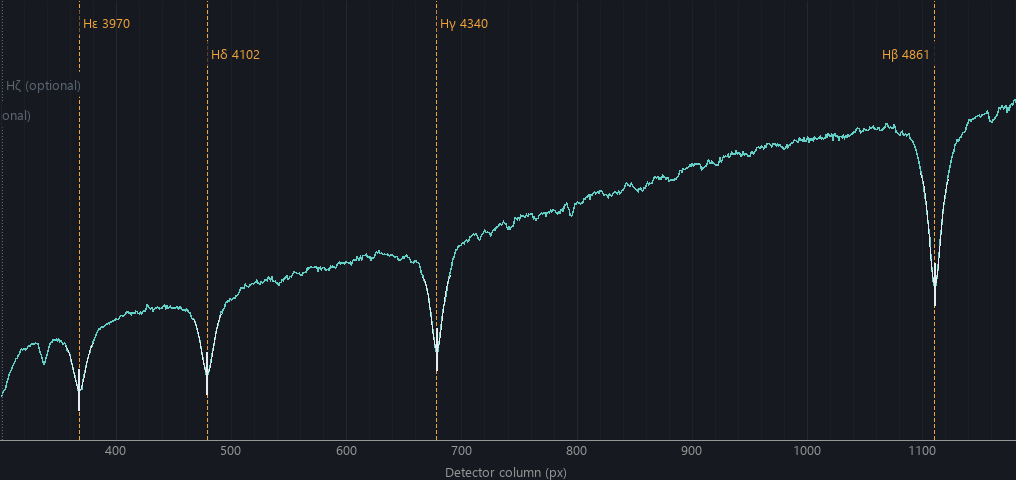 Hε 3970
Hγ 4340
Hδ 4102
Hβ 4861
Hζ (optional)
onal)
400 500 600 700 800 900 1000 1100
Detector column (px)